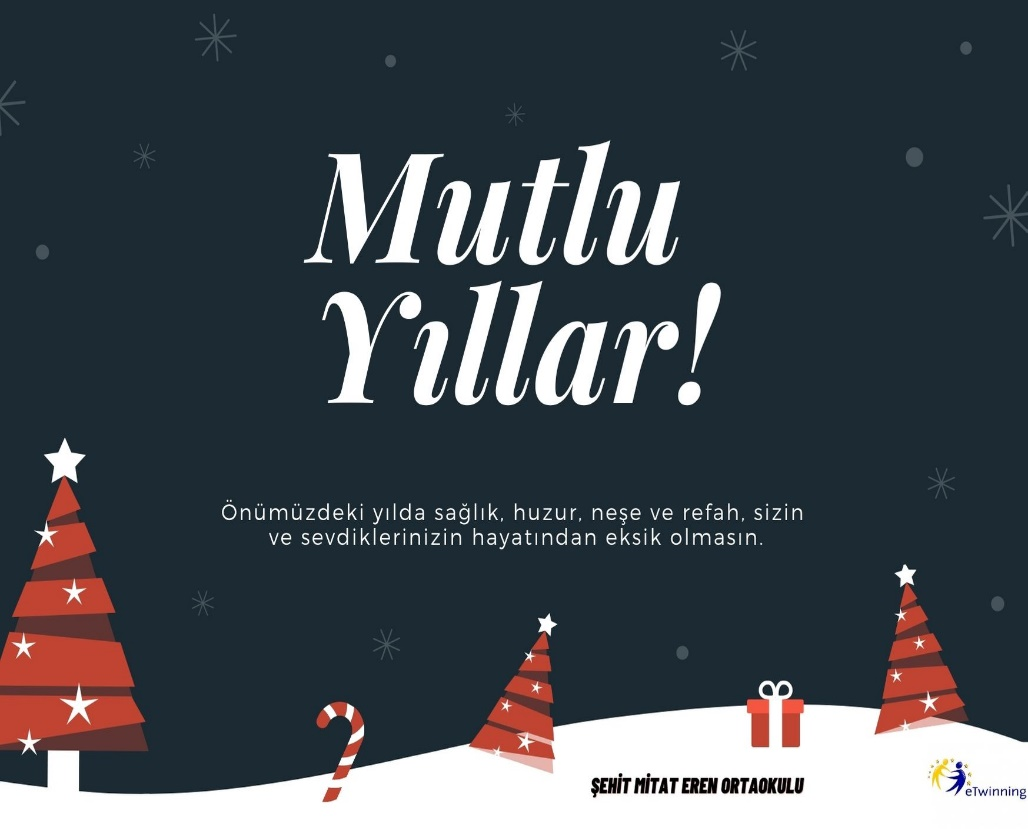 Mutlu
Yıllar!
Önümüzdeki yılda sağlık, huzur, neşe ve refah, sizin
ve sevdiklerinizin hayatından eksik olmasın.
ŞEHİT MİTAT EREN ORTAOKULU
eTwinning